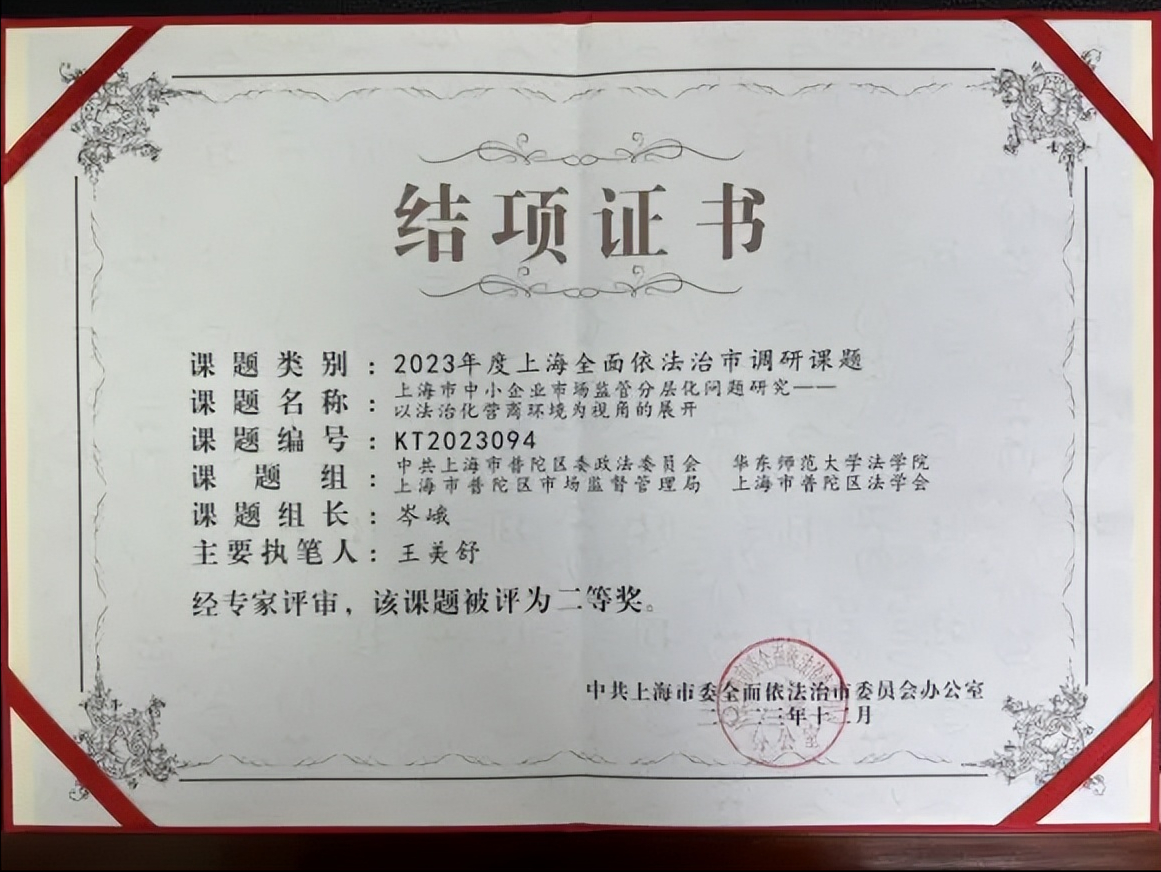 结项证书
课题类别：2023年度上海全面依法治市调研课题
课题名称：上海市中小企业市场监管分层化问题研究——
以法治化营商环境为视角的展开
课题编号：KT2023094
课题组：中共上海市普陀区委政法委员会 华东师范大学法学院
上海市普陀区市场监督管理局 上海市普陀区法学会
课题组长：岑峨
主要执笔人：王美舒
经专家评审，该课题被评为二等奖。
中共上海市委全面依法治市委员会办公室
二〇二三年十二月